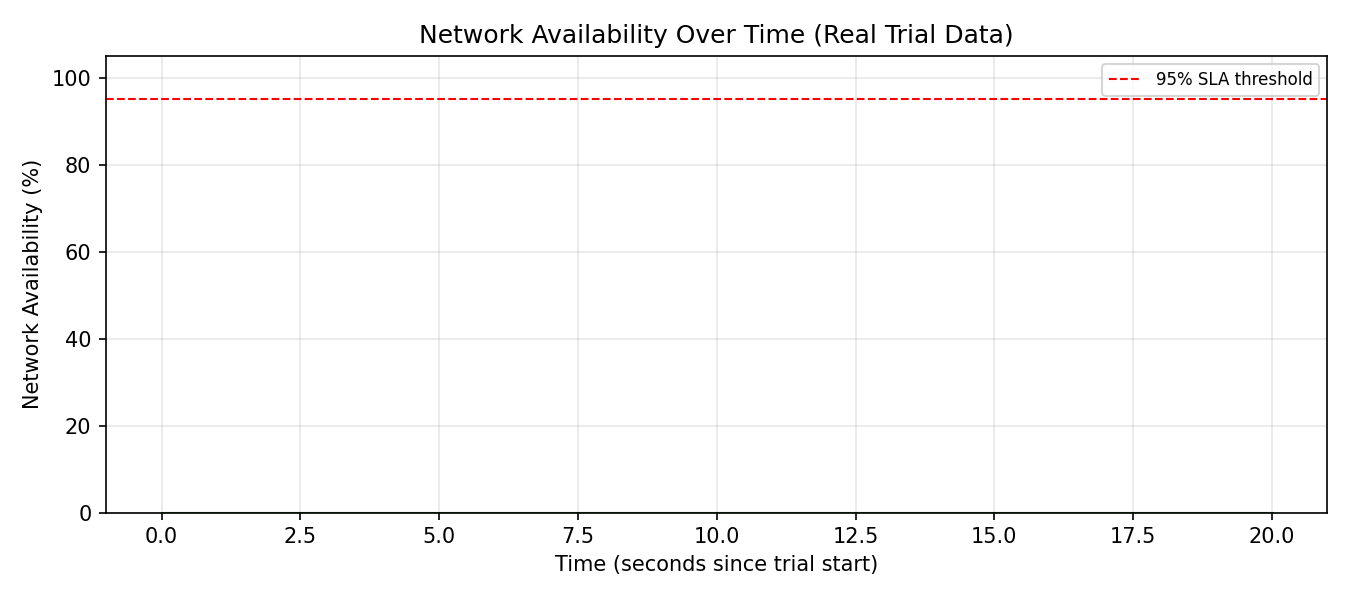 Network Availability Over Time (Real Trial Data)
95% SLA threshold
Network Availability (%)
100
80
60
40
20
0
0.0 2.5 5.0 7.5 10.0 12.5 15.0 17.5 20.0
Time (seconds since trial start)